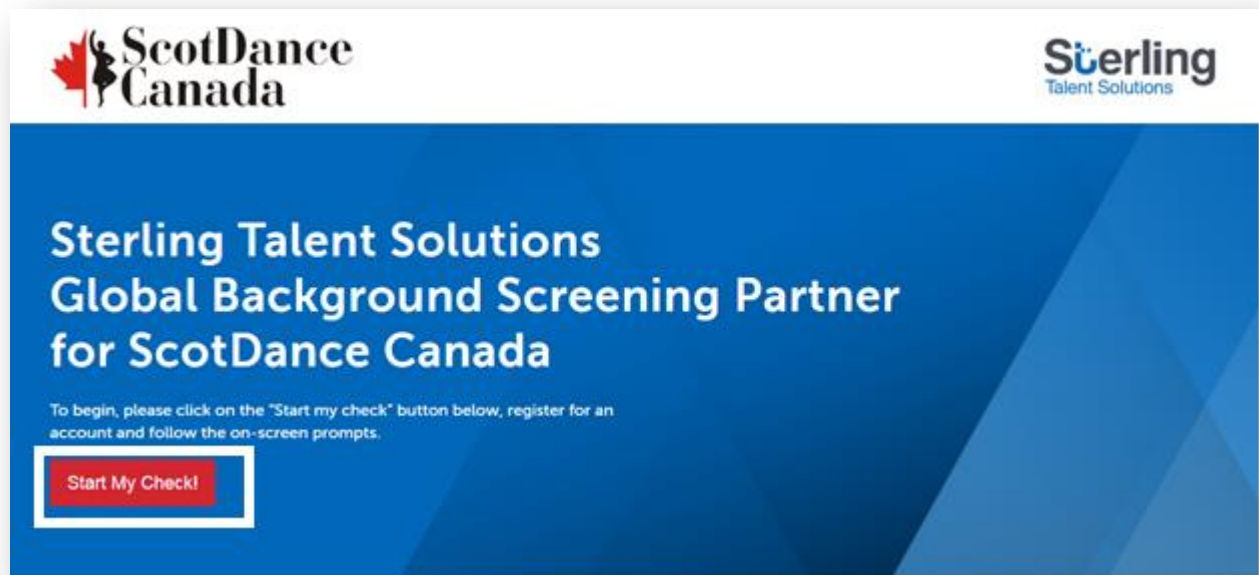 ScotDance
Canada
Sterling
Talent Solutions
Sterling Talent Solutions
Global Background Screening Partner
for ScotDance Canada
To begin, please click on the "Start my check" button below, register for an
account and follow the on-screen prompts.
Start My Check!